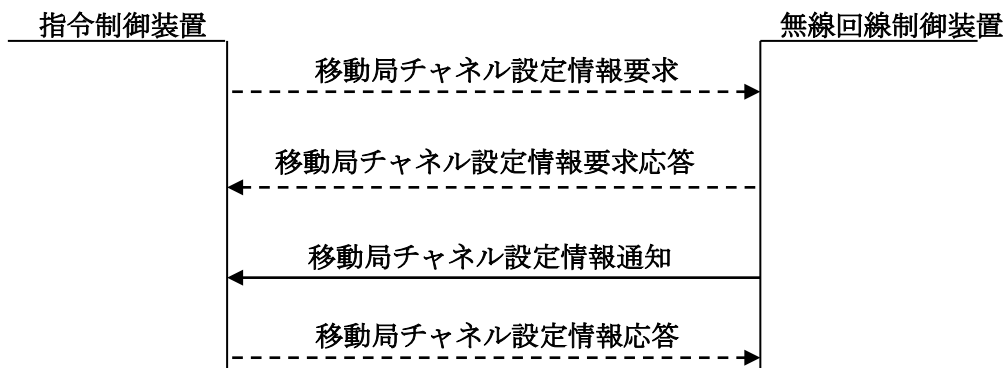 指令制御装置
無線回線制御装置
移動局チャネル設定情報要求
移動局チャネル設定情報要求応答
移動局チャネル設定情報通知
移動局チャネル設定情報応答